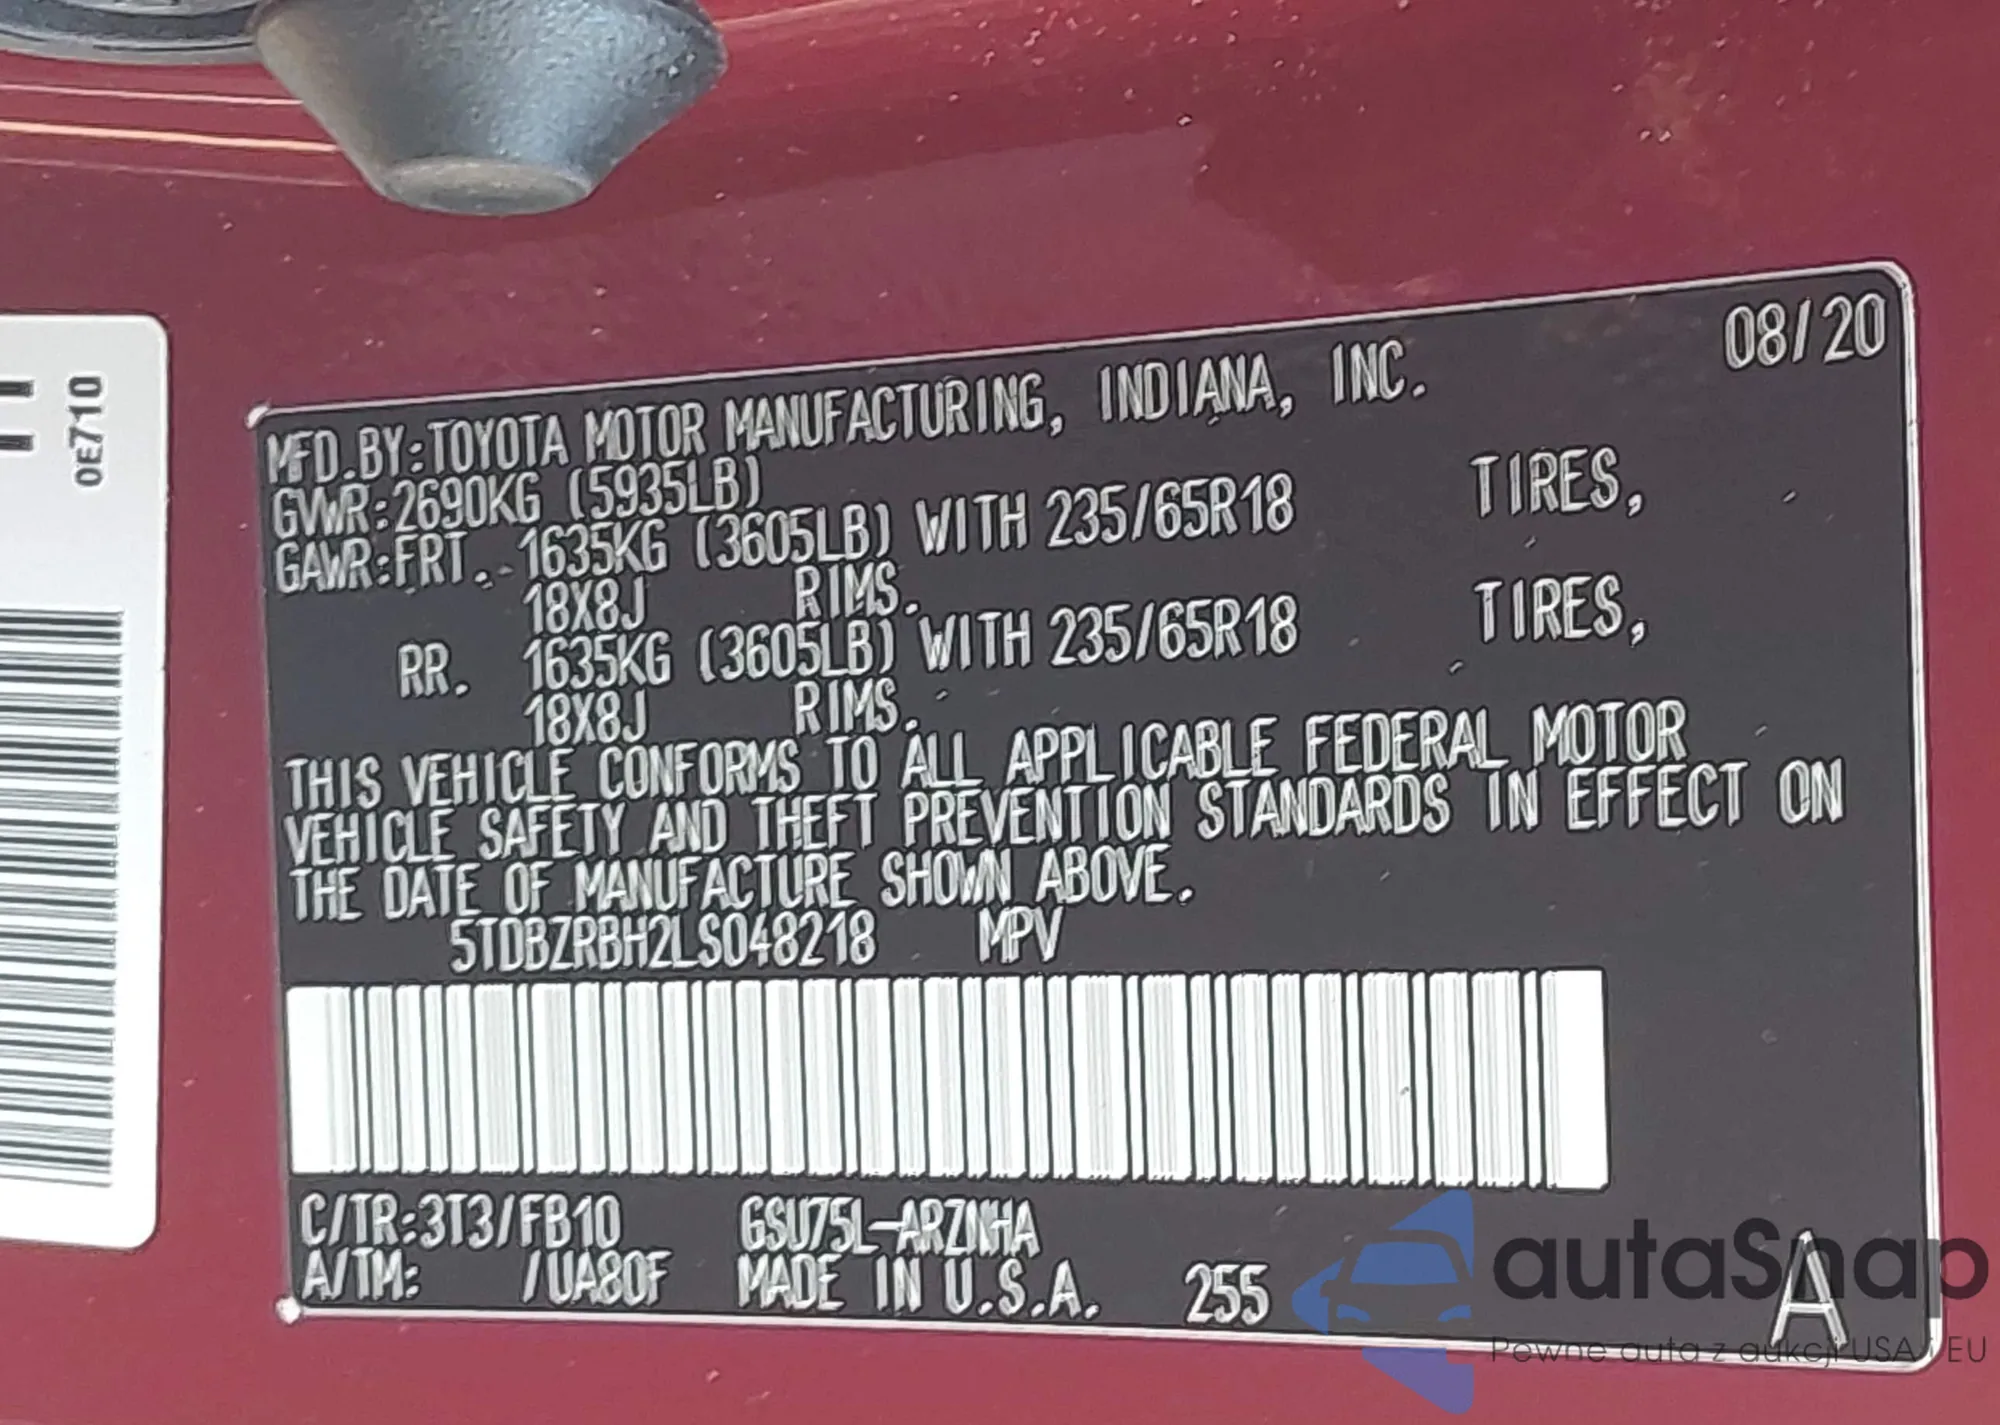 0E710
08/20
MFD.BY:TOYOTA MOTOR MANUFACTURING, INDIANA, INC.
GVWR:2690KG (5935LB)
GAWR:FRT. 1635KG (3605LB) WITH 235/65R18 TIRES,
18X8J RIMS.
RR. 1635KG (3605LB) WITH 235/65R18 TIRES,
18X8J RIMS.
THIS VEHICLE CONFORMS TO ALL APPLICABLE FEDERAL MOTOR
VEHICLE SAFETY AND THEFT PREVENTION STANDARDS IN EFFECT ON
THE DATE OF MANUFACTURE SHOWN ABOVE.
5TDBZRBH2LS048218 MPV
C/TR:3T3/FB10 GSU75L-ARZNHA
A/TM: /UA80F MADE IN U.S.A. 255 A
autaSnap
Pewne auta z aukcji USA i EU